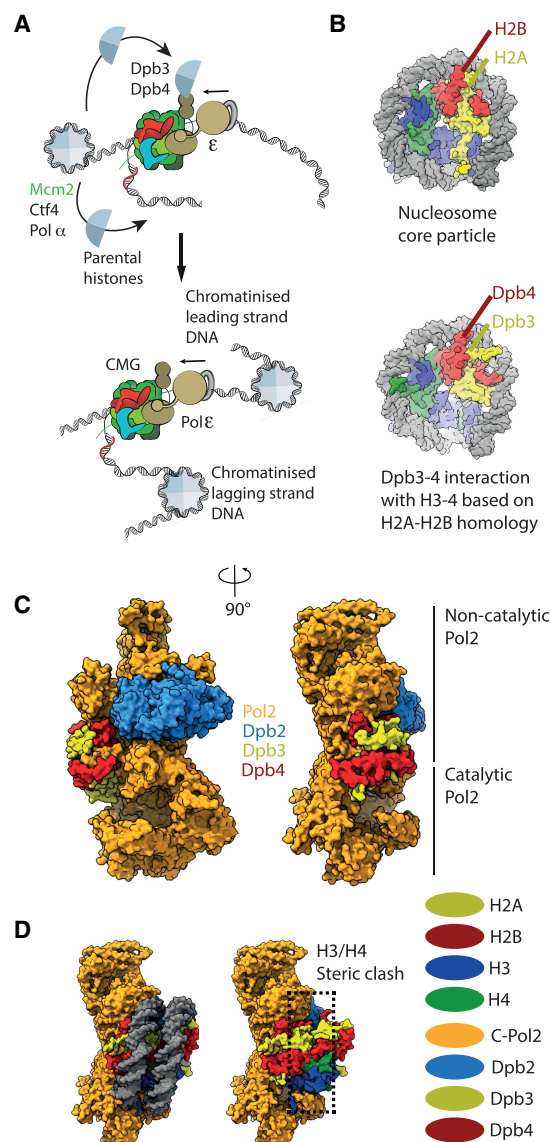 A
Dpb3
Dpb4
ε
Mcm2
Ctf4
Pol α
Parental
histones
Chromatinised
leading strand
DNA
CMG
Polε
Chromatinised
lagging strand
DNA
B
H2B
H2A
Nucleosome
core particle
Dpb4
Dpb3
Dpb3-4 interaction
with H3-4 based on
H2A-H2B homology
C
90°
Pol2
Dpb2
Dpb3
Dpb4
Non-catalytic
Pol2
Catalytic
Pol2
D
H3/H4
Steric clash
H2A
H2B
H3
H4
C-Pol2
Dpb2
Dpb3
Dpb4